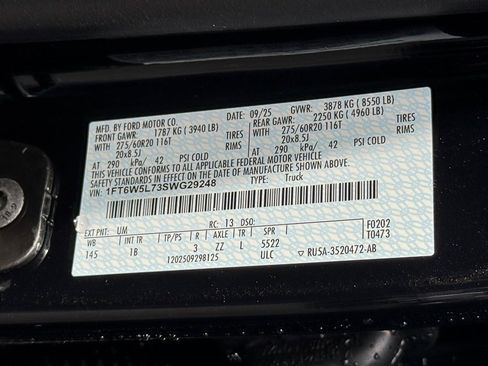 MFD. BY FORD MOTOR CO.
DATE: 09/25 GVWR: 3878 KG ( 8550 LB)
FRONT GAWR: 1787 KG ( 3940 LB) REAR GAWR: 2250 KG ( 4960 LB)
275/60R20 116T TIRES 275/60R20 116T TIRES
20x8.5J RIMS 20x8.5J RIMS
AT 290 kPa/ 42 PSI COLD AT 290 kPa/ 42 PSI COLD
THIS VEHICLE CONFORMS TO ALL APPLICABLE FEDERAL MOTOR VEHICLE
SAFETY STANDARDS IN EFFECT ON THE DATE OF MANUFACTURE SHOWN ABOVE.
VIN: 1FT6W5L73SWG29248 TYPE: Truck
EXT PNT: UM RC: 13 DSO: F0202
WB INT TR TP/PS R AXLE TR SPR T0473
145 1B 3 ZZ L 5522
1202509298125 ULC ▽ RU5A-3520472-AB